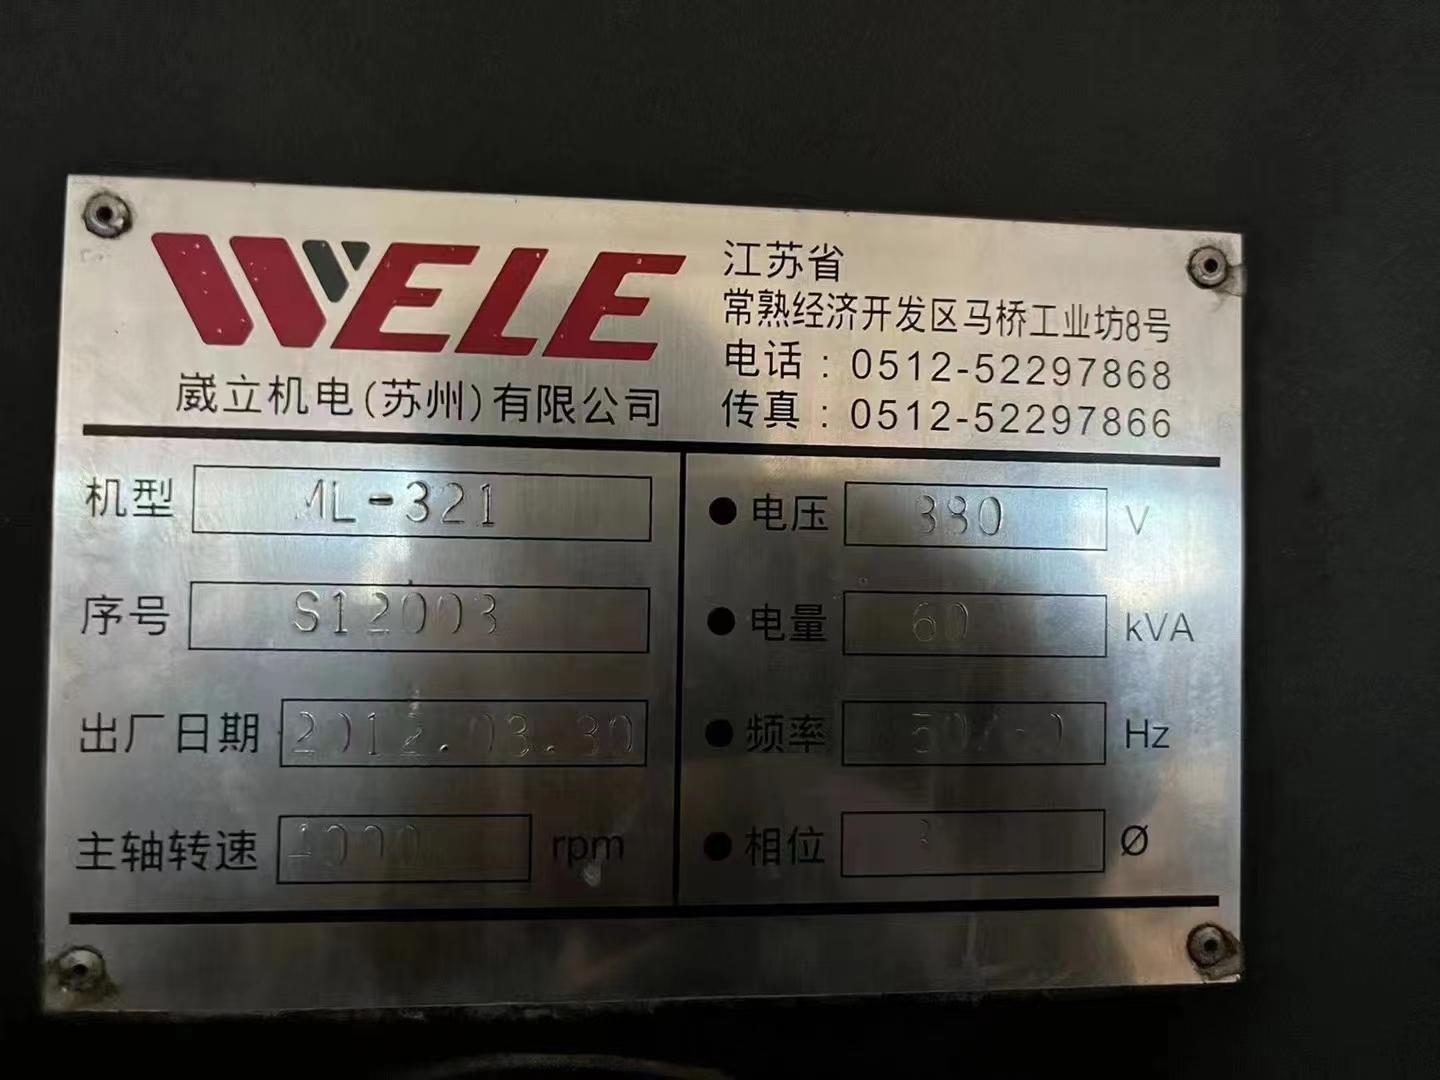 WELE
崴立机电(苏州)有限公司
江苏省
常熟经济开发区马桥工业坊8号
电话：0512-52297868
传真：0512-52297866
机型 ML-321
序号 S12003
出厂日期 2012.03.30
主轴转速 4000 rpm
电压 380 V
电量 60 kVA
频率 Hz
相位 3 Ø